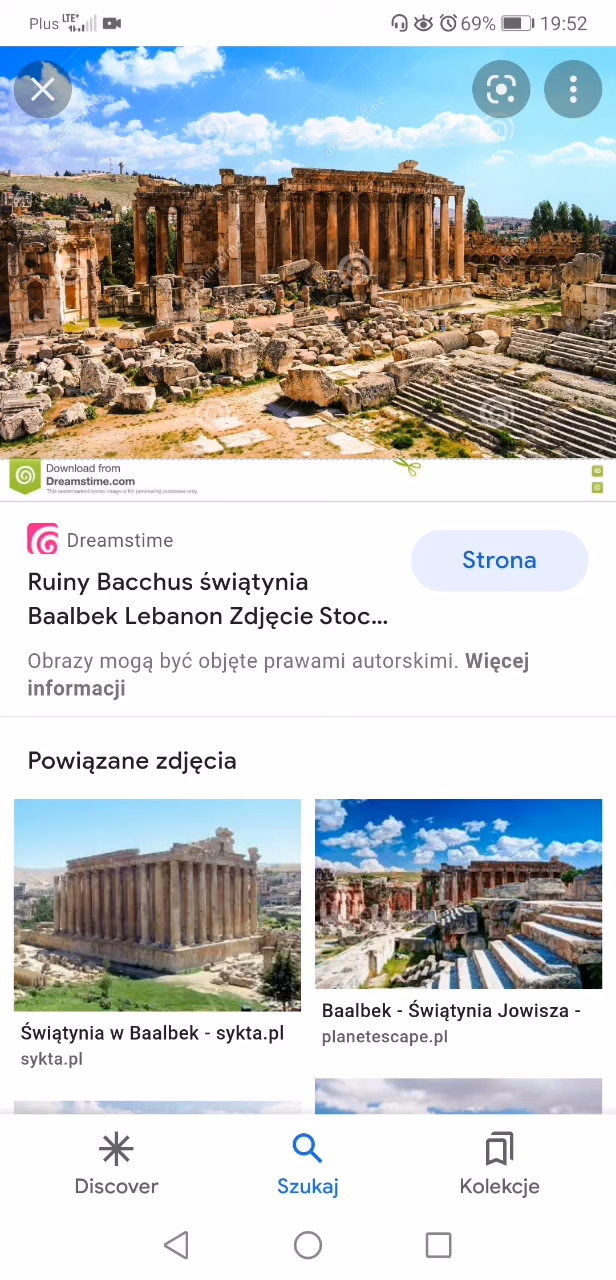 Plus LTE+ 69% 19:52
Download from
Dreamstime.com
This watermarked comp image is for previewing purposes only.
ID
©
Dreamstime
Strona
Ruiny Bacchus świątynia
Baalbek Lebanon Zdjęcie Stoc...
Obrazy mogą być objęte prawami autorskimi. Więcej
informacji
Powiązane zdjęcia
Świątynia w Baalbek - sykta.pl
sykta.pl
Baalbek - Świątynia Jowisza -
planetescape.pl
Discover
Szukaj
Kolekcje